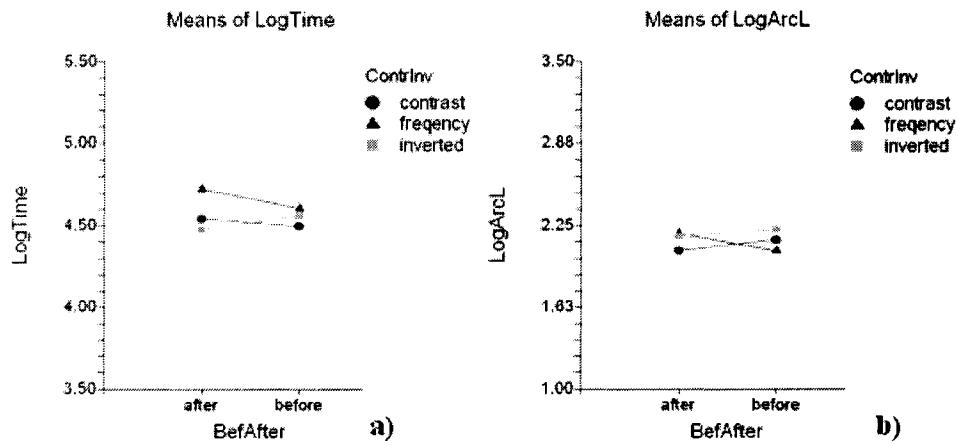 Means of LogTime
5.50
5.00
4.50
4.00
3.50
LogTime
after before
BefAfter
ContrInv
contrast
freqency
inverted
a)
Means of LogArcL
3.50
2.88
2.25
1.63
1.00
LogArcL
after before
BefAfter
ContrInv
contrast
freqency
inverted
b)